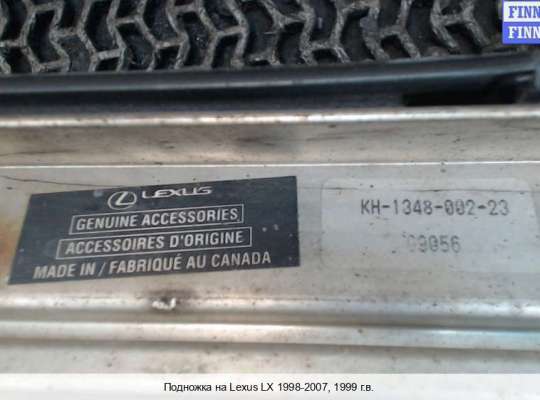 FINN
FINN
LEXUS
GENUINE ACCESSORIES
ACCESSOIRES D'ORIGINE
MADE IN / FABRIQUÉ AU CANADA
KH-1348-002-23
09056
Подножка на Lexus LX 1998-2007, 1999 г.в.